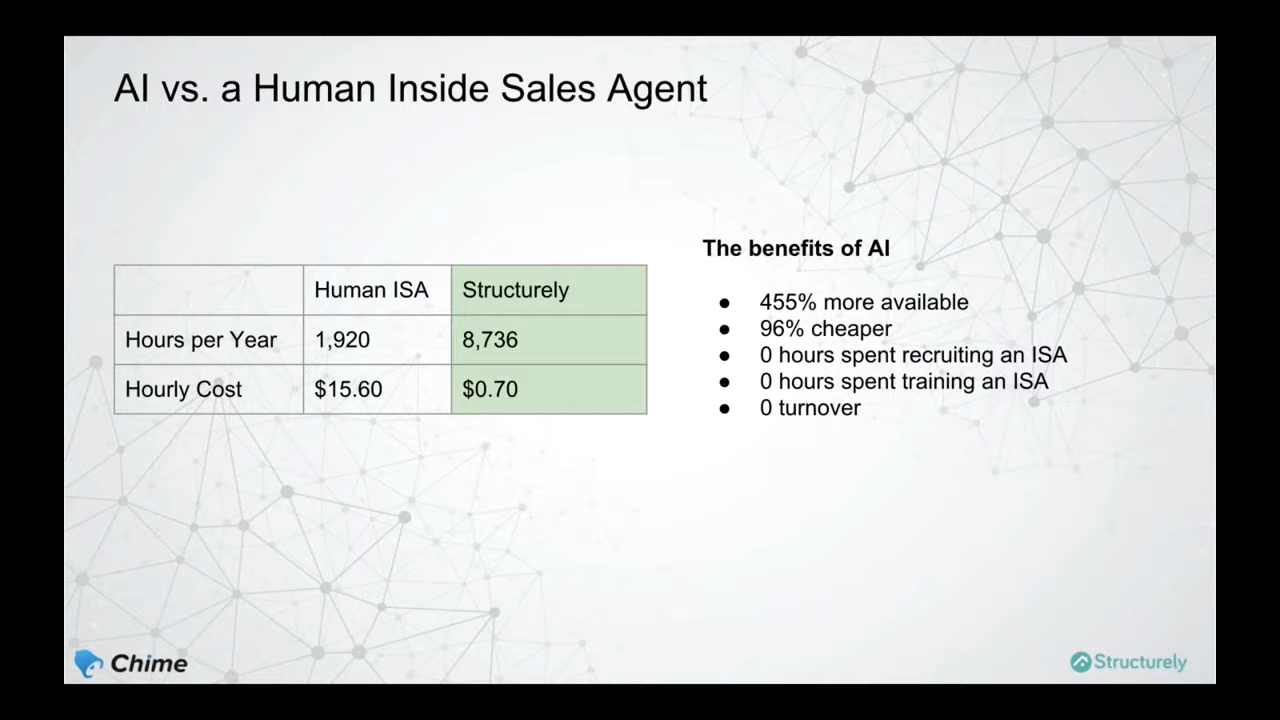 AI vs. a Human Inside Sales Agent
Human ISA Structurely
Hours per Year 1,920 8,736
Hourly Cost $15.60 $0.70
The benefits of AI
● 455% more available
● 96% cheaper
● 0 hours spent recruiting an ISA
● 0 hours spent training an ISA
● 0 turnover
Chime
Structurely